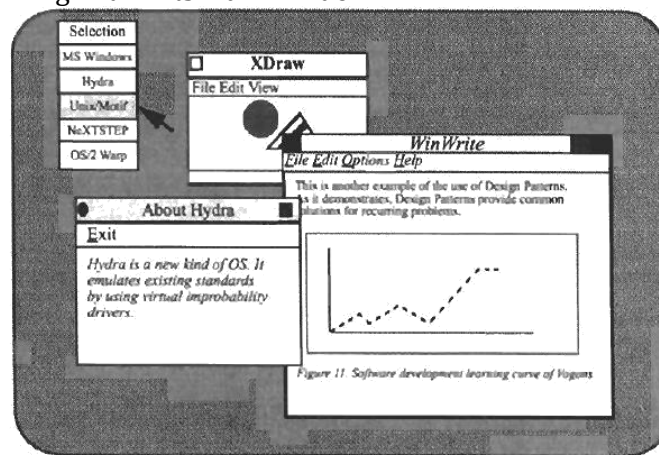 Selection
MS Windows
Hydra
Unix/Motif
NeXTSTEP
OS/2 Warp
XDraw
File Edit View
WinWrite
File Edit Options Help
This is another example of the use of Design Patterns.
As it demonstrates, Design Patterns provide common
solutions for recurring problems.
Figure 11. Software development learning curve of Vogons
About Hydra
Exit
Hydra is a new kind of OS. It
emulates existing standards
by using virtual improbability
drivers.